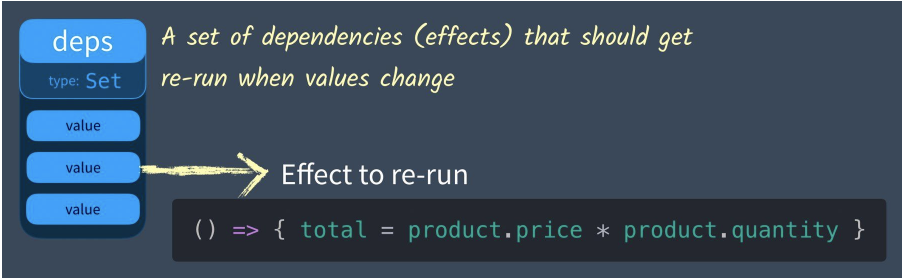 deps
type: Set
value
value
value
A set of dependencies (effects) that should get
re-run when values change
Effect to re-run
() => { total = product.price * product.quantity }